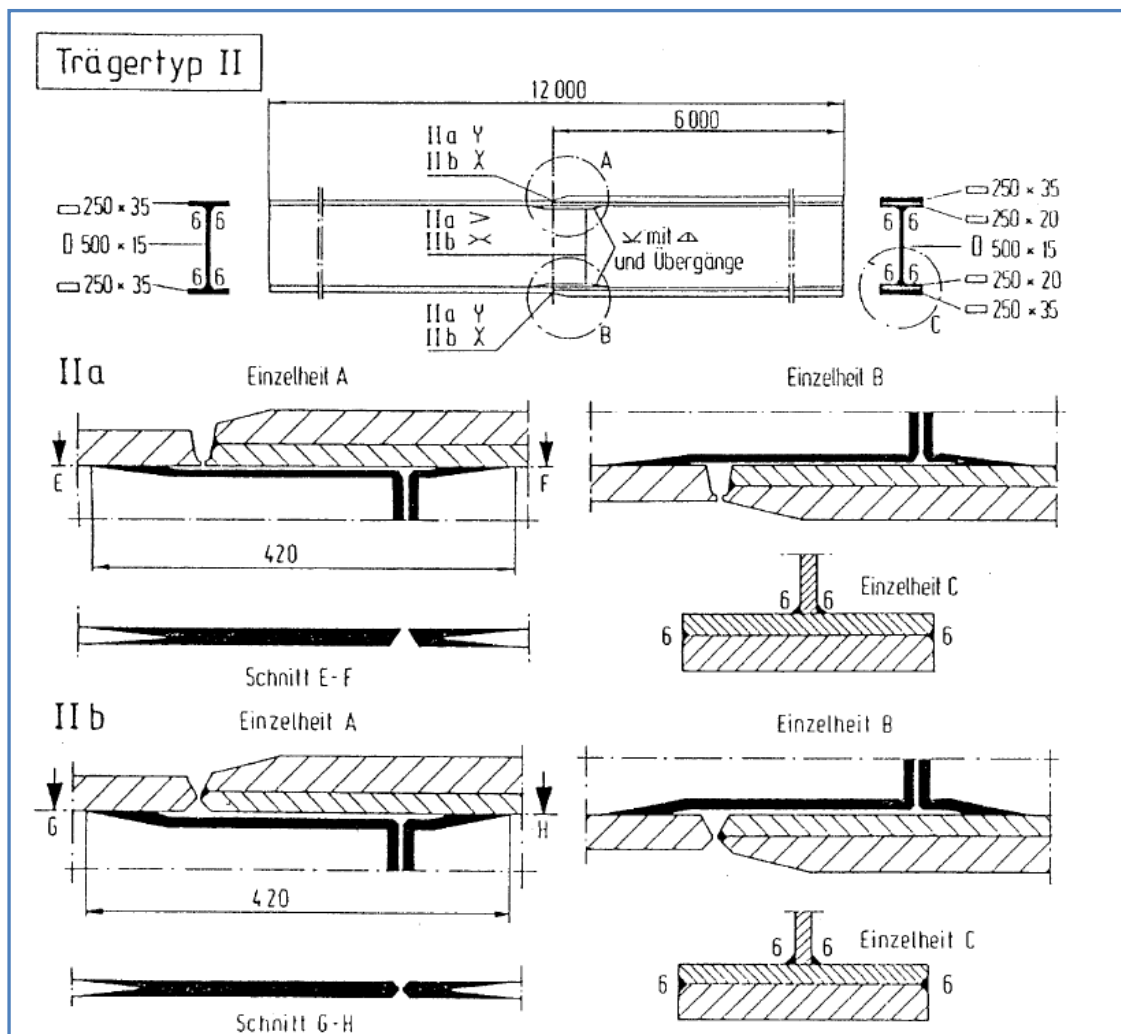 Trägertyp II
12 000
6 000
IIa Y
IIb X
A
250 × 35
6 6
500 × 15
6 6
250 × 35
IIa V
IIb X
mit
und Übergänge
IIa Y
IIb X
B
250 × 35
250 × 20
6 6
500 × 15
6 6
250 × 20
250 × 35
C
IIa
Einzelheit A
Einzelheit B
E
F
420
Schnitt E-F
6 6
Einzelheit C
6
6
IIb
Einzelheit A
Einzelheit B
G
H
420
Schnitt G-H
6 6
Einzelheit C
6
6